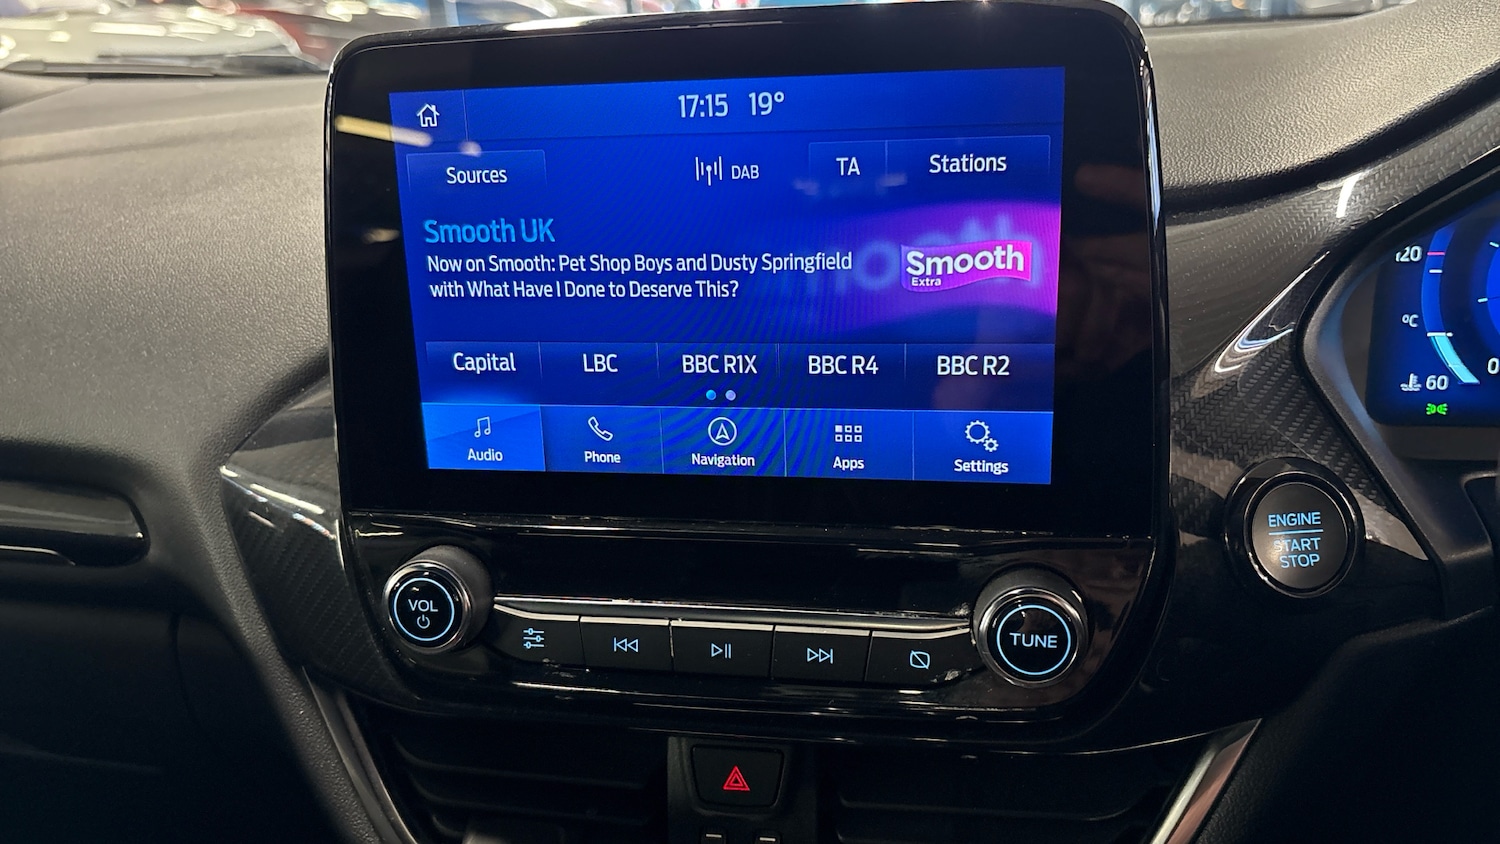 17:15 19°
Sources
DAB
TA
Stations
Smooth UK
Now on Smooth: Pet Shop Boys and Dusty Springfield
with What Have I Done to Deserve This?
Smooth
Extra
Capital
LBC
BBC R1X
BBC R4
BBC R2
Audio
Phone
Navigation
Apps
Settings
120
°C
60
0
ENGINE
START
STOP
VOL
TUNE